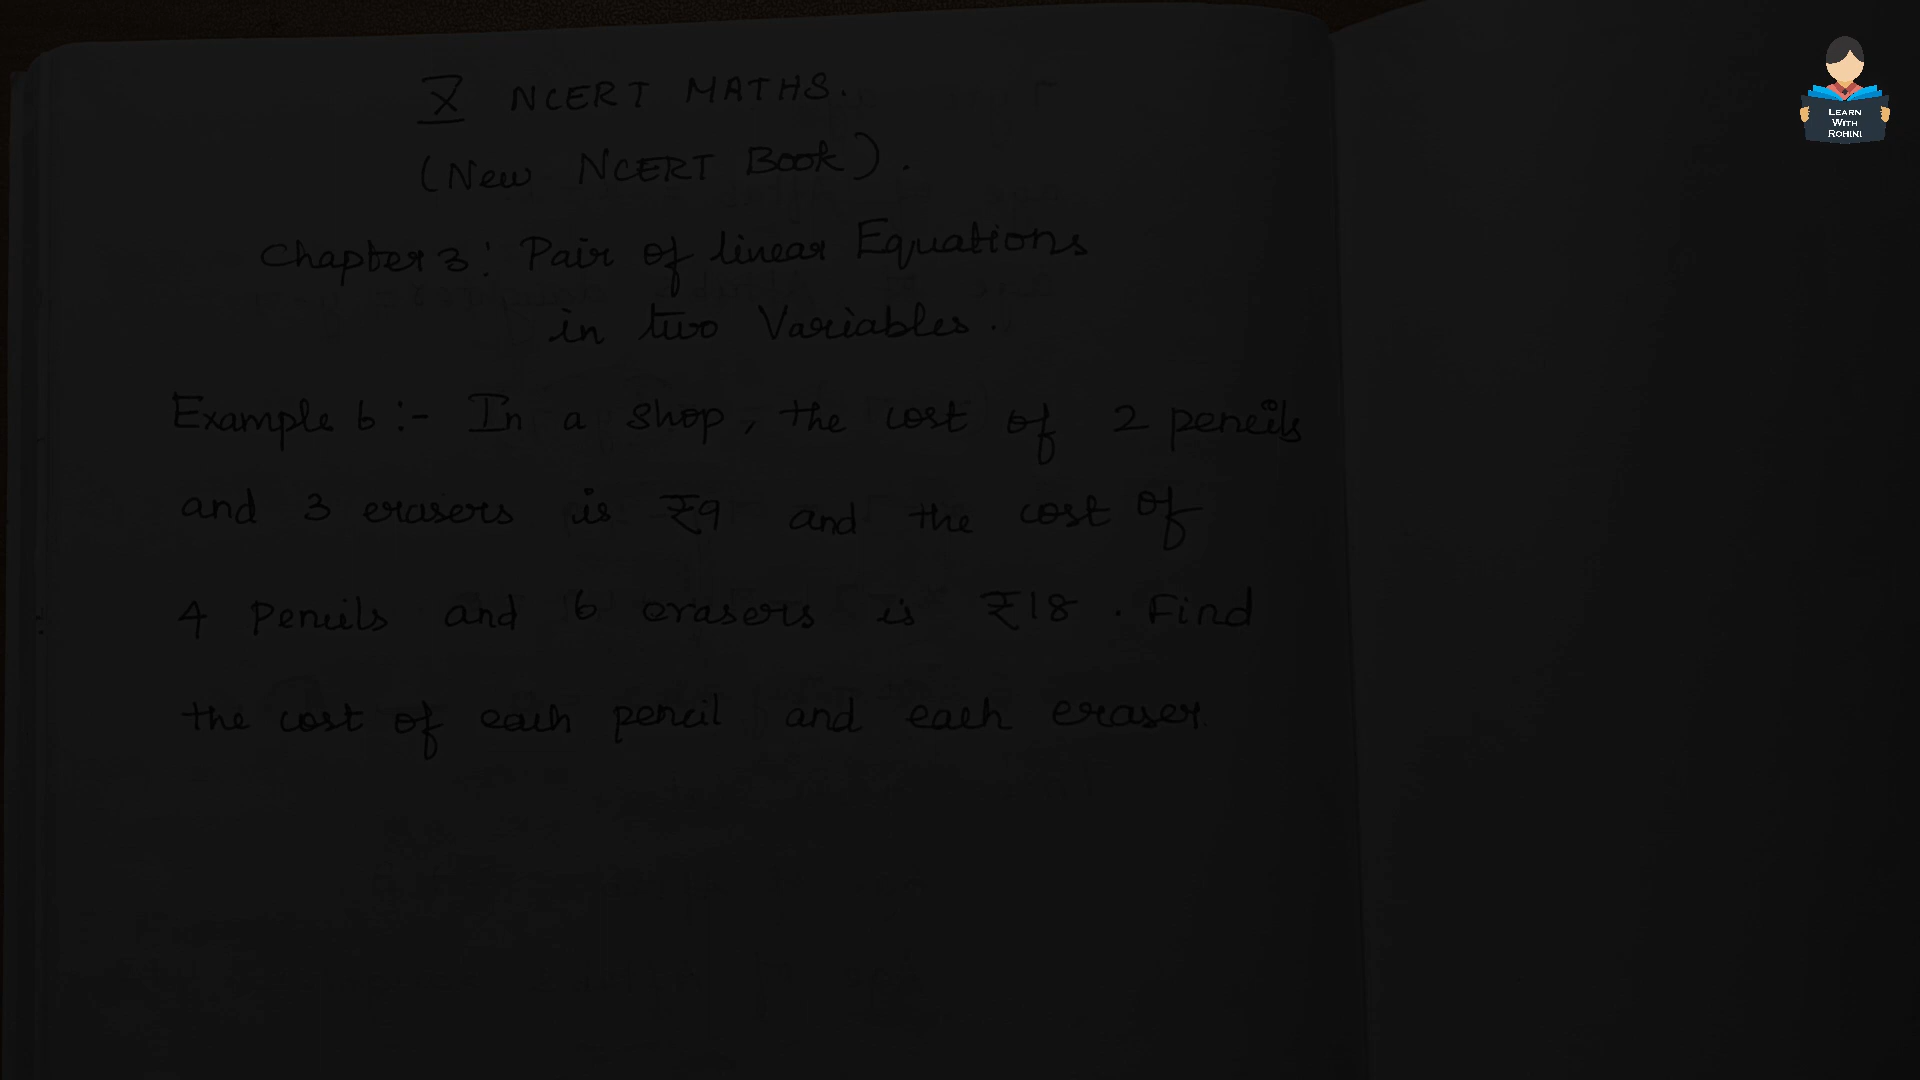 X NCERT MATHS.
(New NCERT Book).
Chapter 3: Pair of linear Equations
in two Variables.
Example 6 :- In a shop, the cost of 2 pencils
and 3 erasers is ₹9 and the cost of
4 Pencils and 6 erasers is ₹18. Find
the cost of each pencil and each eraser.
LEARN
WITH
ROHINI